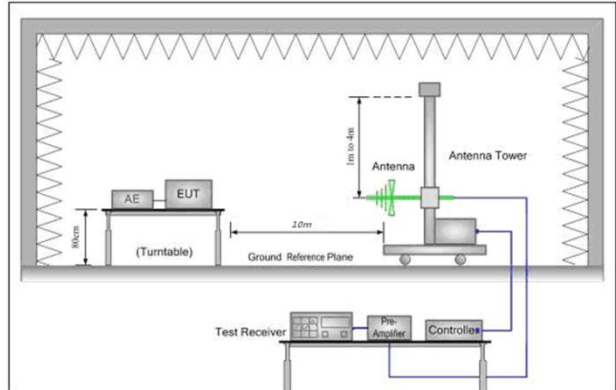 1m to 4m
Antenna
Antenna Tower
AE
EUT
80cm
(Turntable)
10m
Ground Reference Plane
Test Receiver
Pre-
Amplifier
Controller